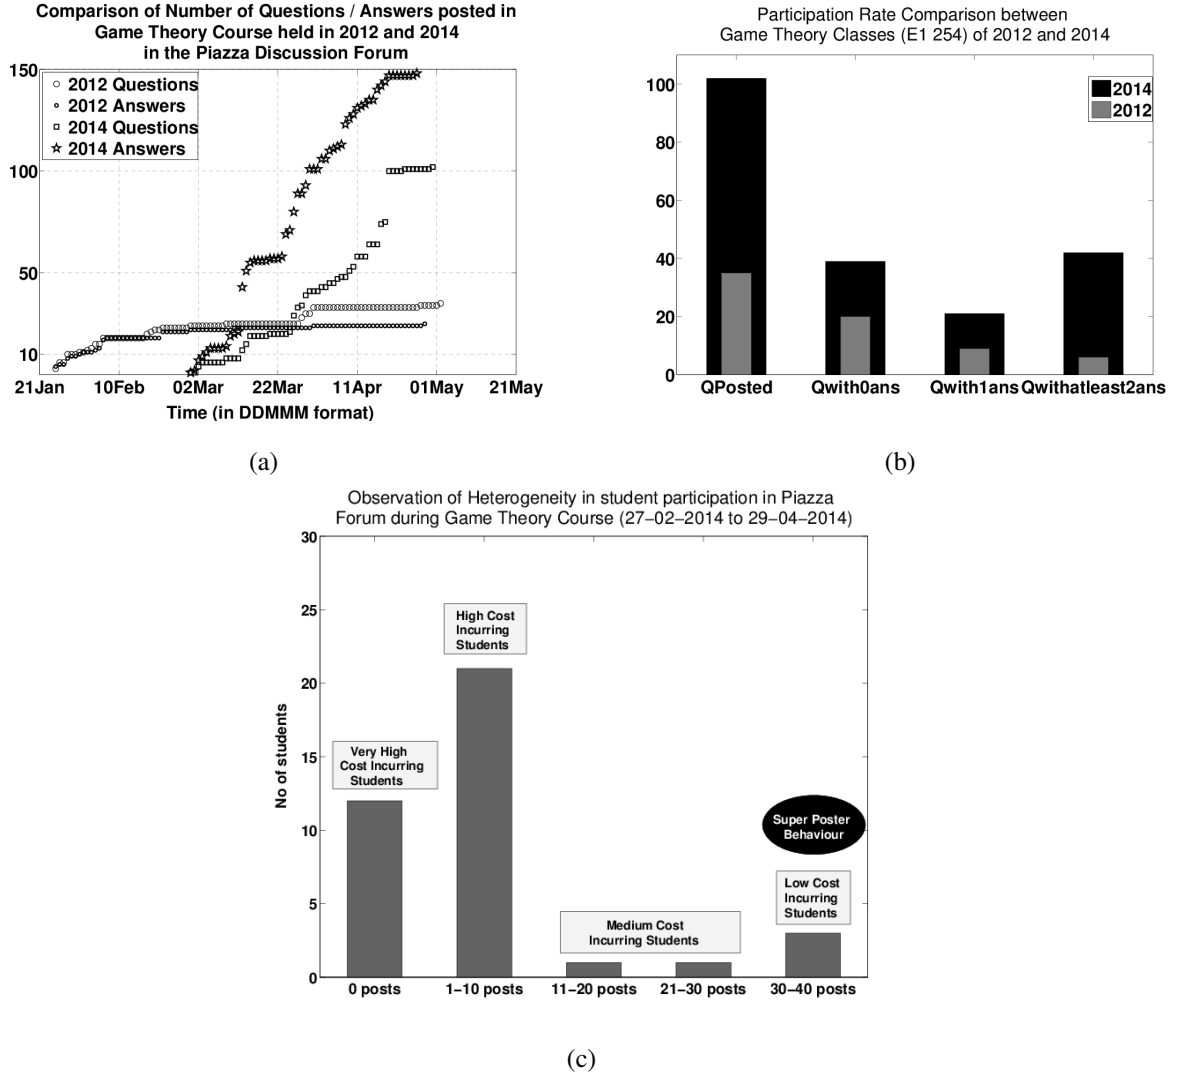 Comparison of Number of Questions / Answers posted in
Game Theory Course held in 2012 and 2014
in the Piazza Discussion Forum
150
100
50
10
2012 Questions
2012 Answers
2014 Questions
2014 Answers
21Jan 10Feb 02Mar 22Mar 11Apr 01May 21May
Time (in DDMMM format)
(a)
Participation Rate Comparison between
Game Theory Classes (E1 254) of 2012 and 2014
100
80
60
40
20
0
2014
2012
QPosted Qwith0ans Qwith1ans Qwithatleast2ans
(b)
Observation of Heterogeneity in student participation in Piazza
Forum during Game Theory Course (27−02−2014 to 29−04−2014)
No of students
30
25
20
15
10
5
0
Very High
Cost Incurring
Students
High Cost
Incurring
Students
Medium Cost
Incurring Students
Super Poster
Behaviour
Low Cost
Incurring
Students
0 posts 1−10 posts 11−20 posts 21−30 posts 30−40 posts
(c)